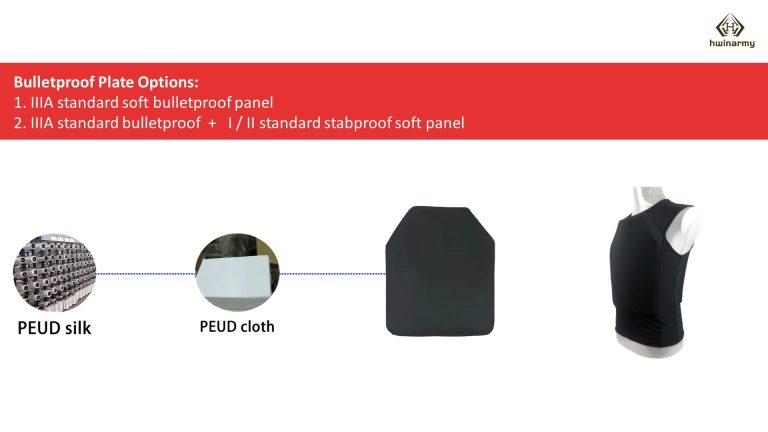 hwinarmy
Bulletproof Plate Options:
1. IIIA standard soft bulletproof panel
2. IIIA standard bulletproof + I / II standard stabproof soft panel
PEUD silk
PEUD cloth